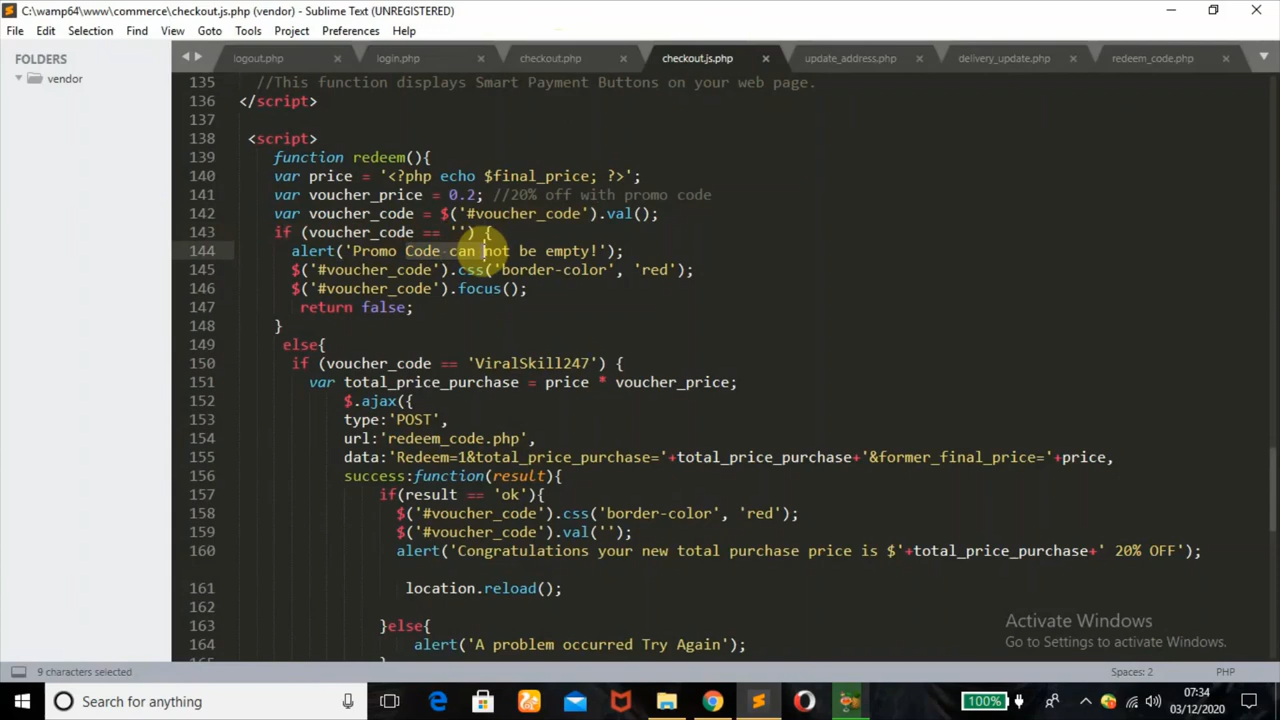 C:\wamp64\www\commerce\checkout.js.php (vendor) - Sublime Text (UNREGISTERED)
File Edit Selection Find View Goto Tools Project Preferences Help
FOLDERS
vendor
logout.php login.php checkout.php checkout.js.php update_address.php delivery_update.php redeem_code.php
135 //This function displays Smart Payment Buttons on your web page.
136 </script>
137
138 <script>
139 function redeem(){
140 var price = '<?php echo $final_price; ?>';
141 var voucher_price = 0.2; //20% off with promo code
142 var voucher_code = $('#voucher_code').val();
143 if (voucher_code == '') {
144 alert('Promo Code can not be empty!');
145 $('#voucher_code').css('border-color', 'red');
146 $('#voucher_code').focus();
147 return false;
148 }
149 else{
150 if (voucher_code == 'ViralSkill247') {
151 var total_price_purchase = price * voucher_price;
152 $.ajax({
153 type:'POST',
154 url:'redeem_code.php',
155 data:'Redeem=1&total_price_purchase='+total_price_purchase+'&former_final_price='+price,
156 success:function(result){
157 if(result == 'ok'){
158 $('#voucher_code').css('border-color', 'red');
159 $('#voucher_code').val('');
160 alert('Congratulations your new total purchase price is $'+total_price_purchase+' 20% OFF');
161 location.reload();
162
163 }else{
164 alert('A problem occurred Try Again');
165 }
Activate Windows
Go to Settings to activate Windows.
9 characters selected
Spaces: 2
PHP
Search for anything
100%
07:34
03/12/2020